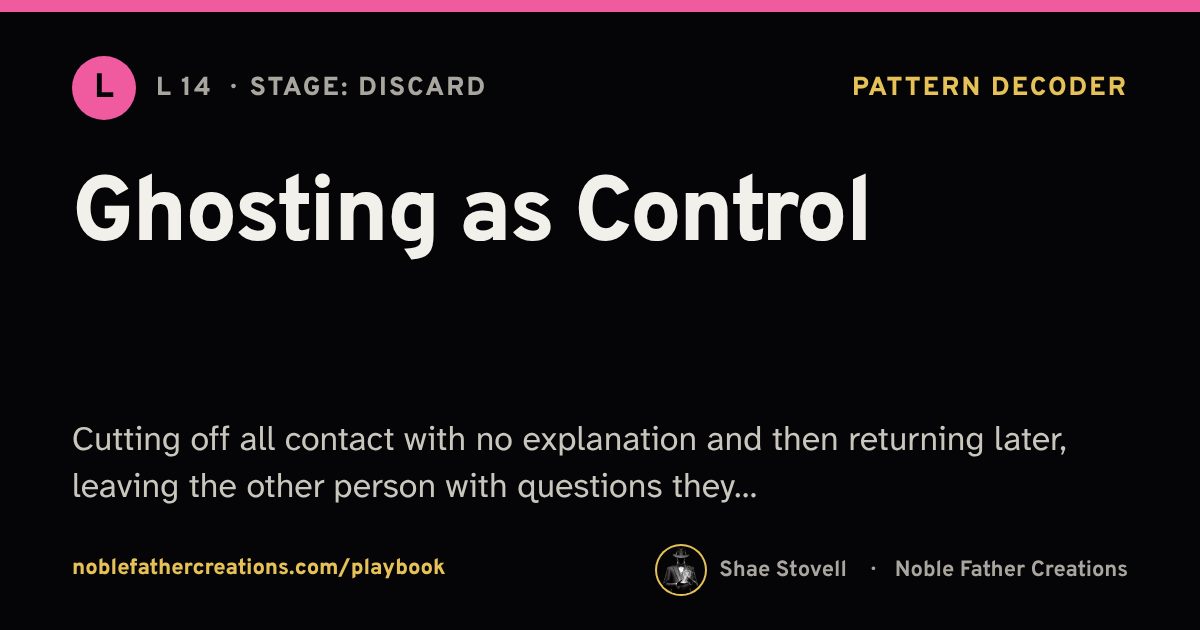 L L 14 · STAGE: DISCARD PATTERN DECODER
Ghosting as Control
Cutting off all contact with no explanation and then returning later,
leaving the other person with questions they...
noblefathercreations.com/playbook Shae Stovell · Noble Father Creations